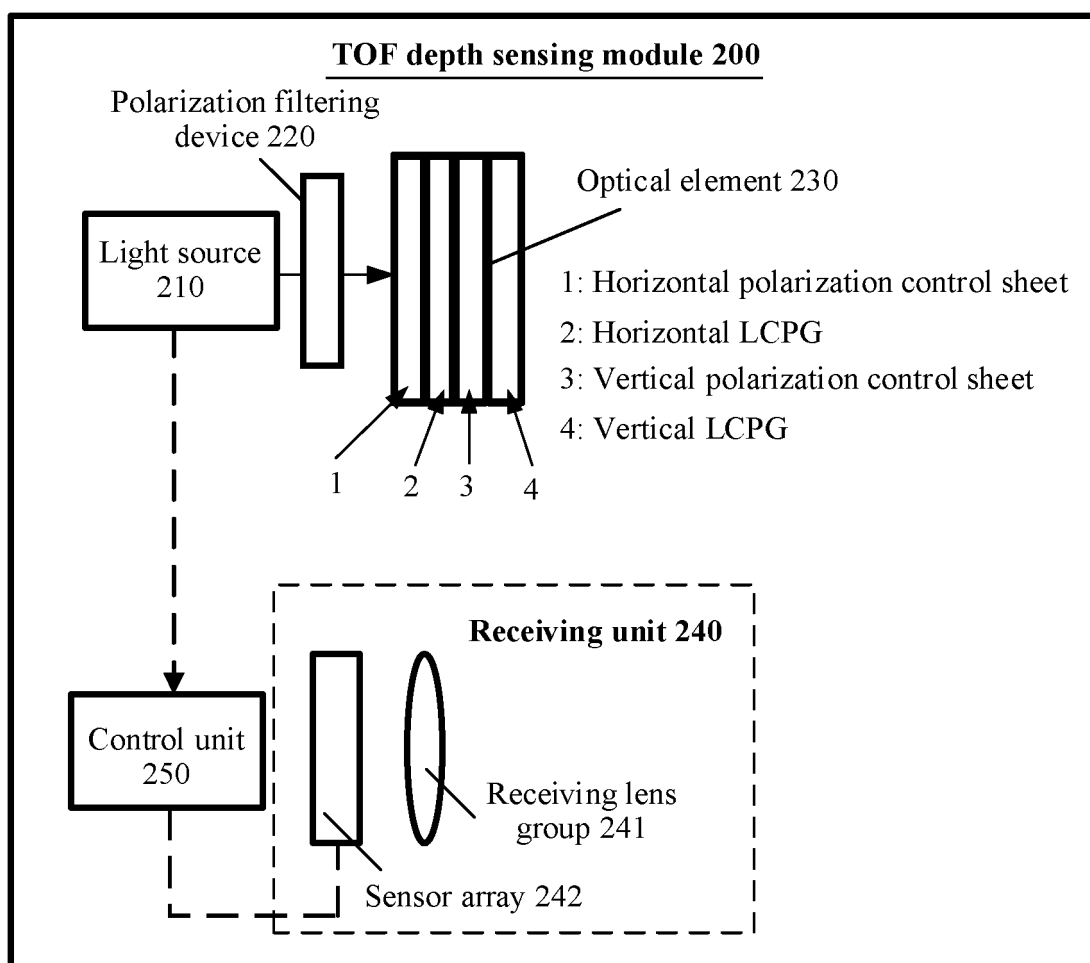 TOF depth sensing module 200
Polarization filtering
device 220
Optical element 230
Light source
210
1: Horizontal polarization control sheet
2: Horizontal LCPG
3: Vertical polarization control sheet
4: Vertical LCPG
1
2
3
4
Receiving unit 240
Control unit
250
Receiving lens
group 241
Sensor array 242